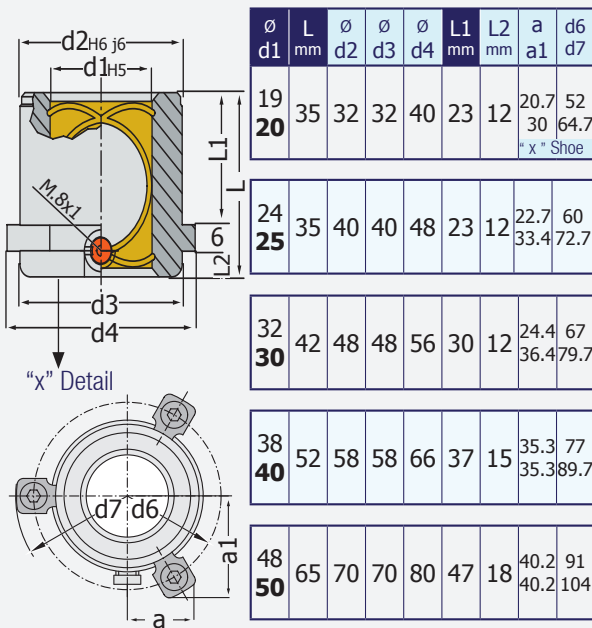 d2H6 j6
d1H5
L1
L
M.8x1
6
L2
d3
d4
“x” Detail
d7 d6
a1
a
Ø d1 L mm Ø d2 Ø d3 Ø d4 L1 mm L2 mm a a1 d6 d7
19 35 32 32 40 23 12 20.7 52
20 30 64.7
“ x ” Shoe
24 35 40 40 48 23 12 22.7 60
25 33.4 72.7
32 42 48 48 56 30 12 24.4 67
30 36.4 79.7
38 52 58 58 66 37 15 35.3 77
40 35.3 89.7
48 65 70 70 80 47 18 40.2 91
50 40.2 104